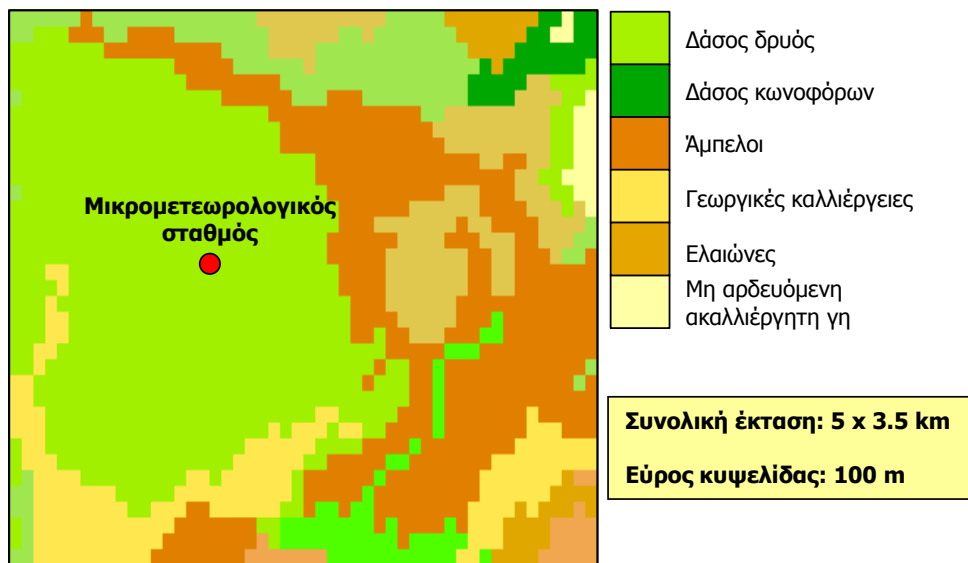 Μικρομετεωρολογικός
σταθμός
Δάσος δρυός
Δάσος κωνοφόρων
Άμπελοι
Γεωργικές καλλιέργειες
Ελαιώνες
Μη αρδευόμενη
ακαλλιέργητη γη
Συνολική έκταση: 5 x 3.5 km
Εύρος κυψελίδας: 100 m